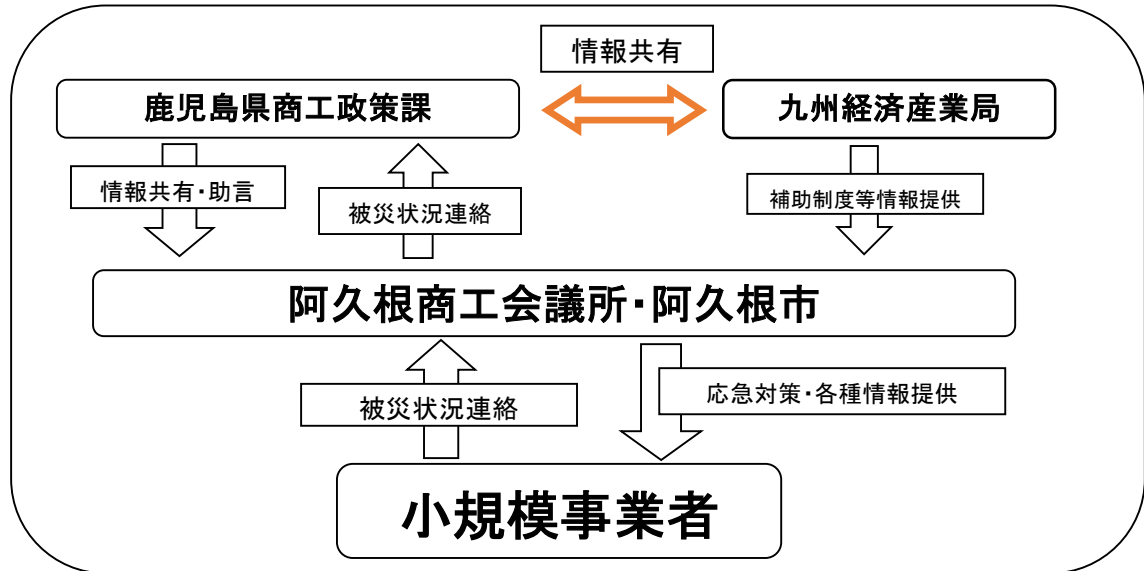 情報共有
鹿児島県商工政策課
九州経済産業局
情報共有・助言
被災状況連絡
補助制度等情報提供
阿久根商工会議所・阿久根市
被災状況連絡
応急対策・各種情報提供
小規模事業者